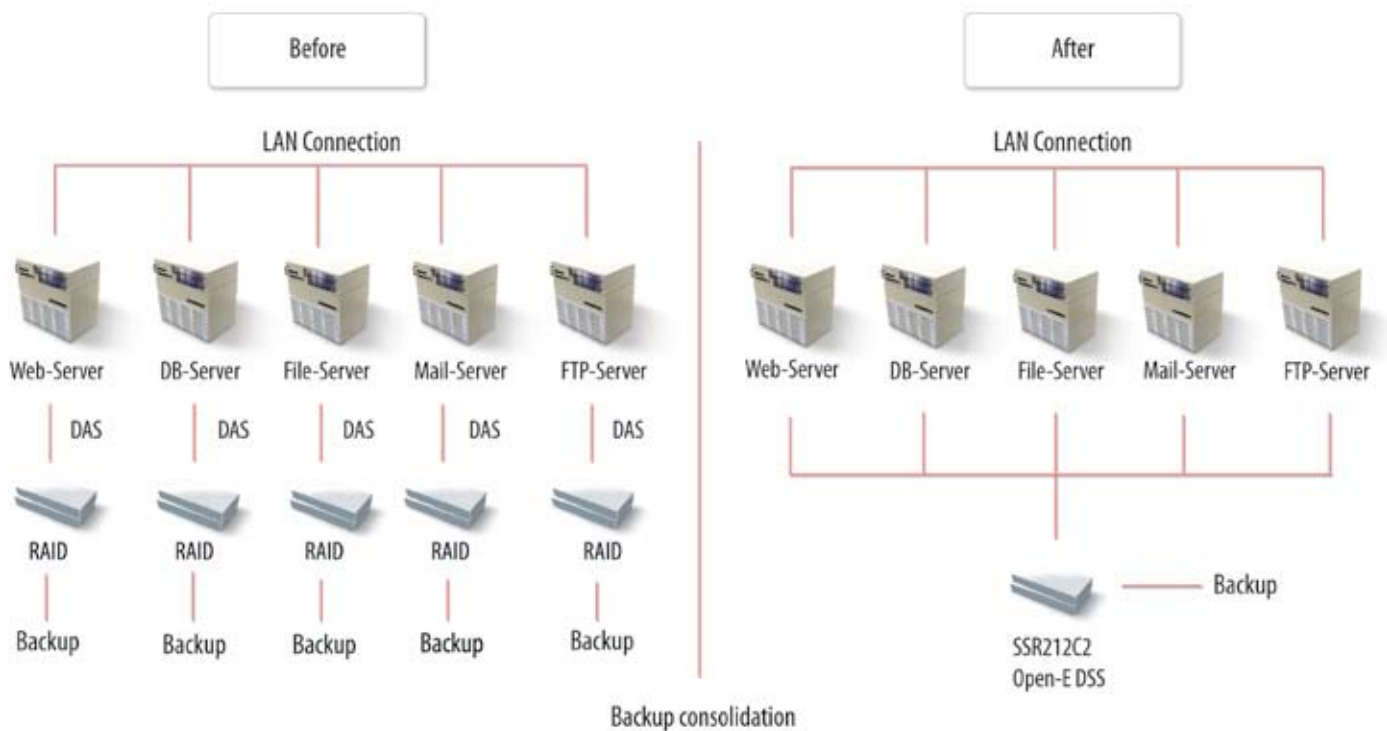 Before
LAN Connection
Web-Server
DB-Server
File-Server
Mail-Server
FTP-Server
DAS
DAS
DAS
DAS
DAS
RAID
RAID
RAID
RAID
RAID
Backup
Backup
Backup
Backup
Backup
After
LAN Connection
Web-Server
DB-Server
File-Server
Mail-Server
FTP-Server
Backup
SSR212C2
Open-E DSS
Backup consolidation